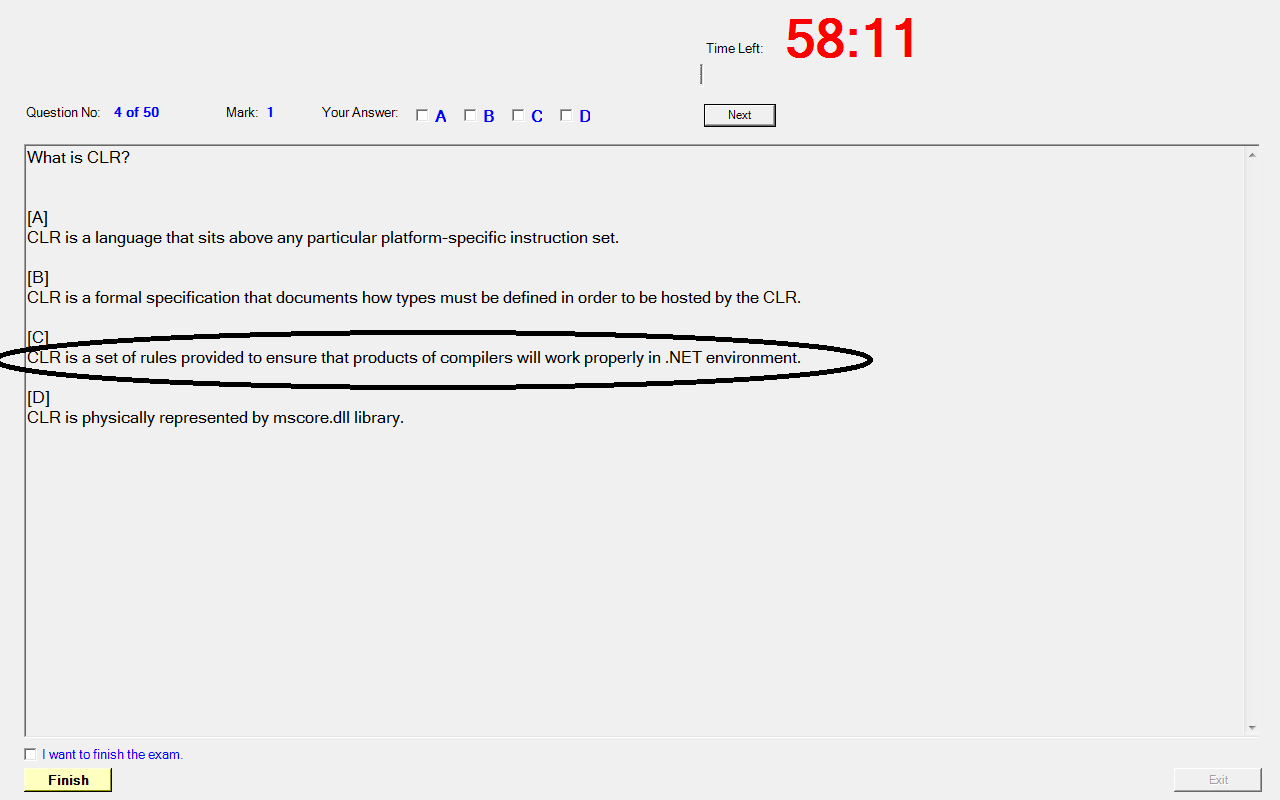 Time Left: 58:11
Question No: 4 of 50 Mark: 1 Your Answer: A B C D Next
What is CLR?
[A]
CLR is a language that sits above any particular platform-specific instruction set.
[B]
CLR is a formal specification that documents how types must be defined in order to be hosted by the CLR.
[C]
CLR is a set of rules provided to ensure that products of compilers will work properly in .NET environment.
[D]
CLR is physically represented by mscore.dll library.
I want to finish the exam.
Finish Exit